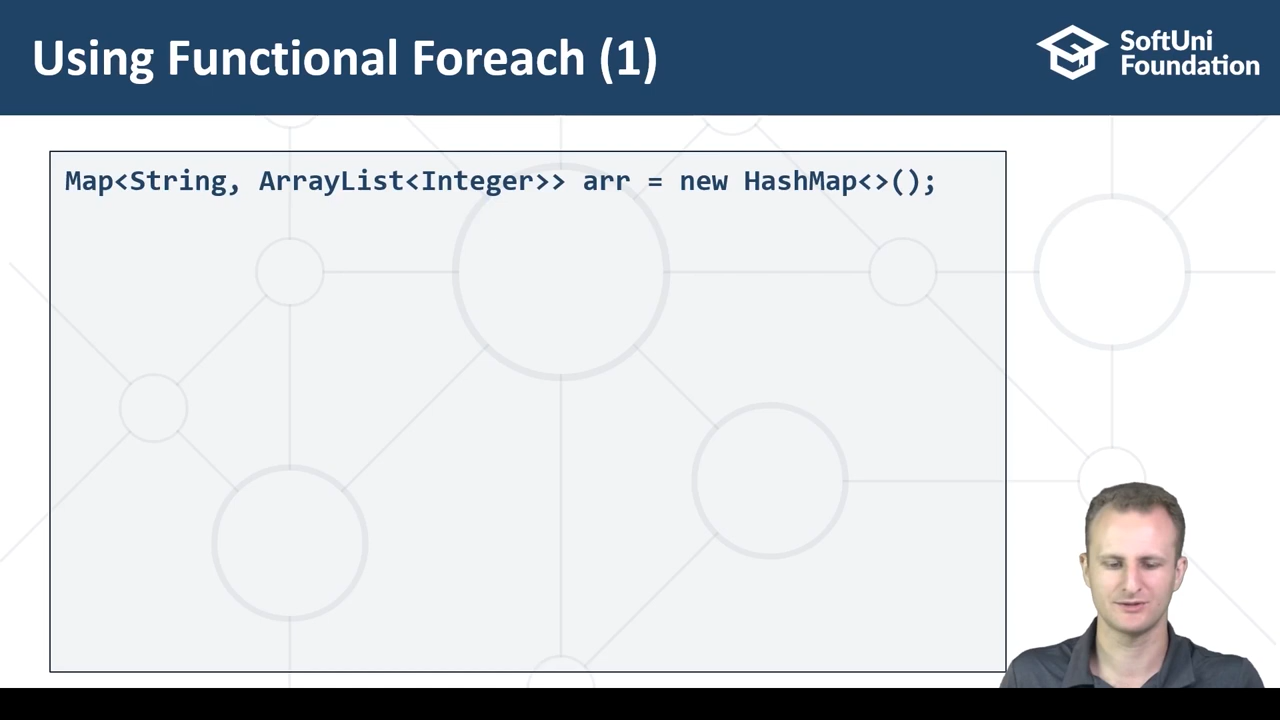 Using Functional Foreach (1)
SoftUni
Foundation
Map<String, ArrayList<Integer>> arr = new HashMap<>();